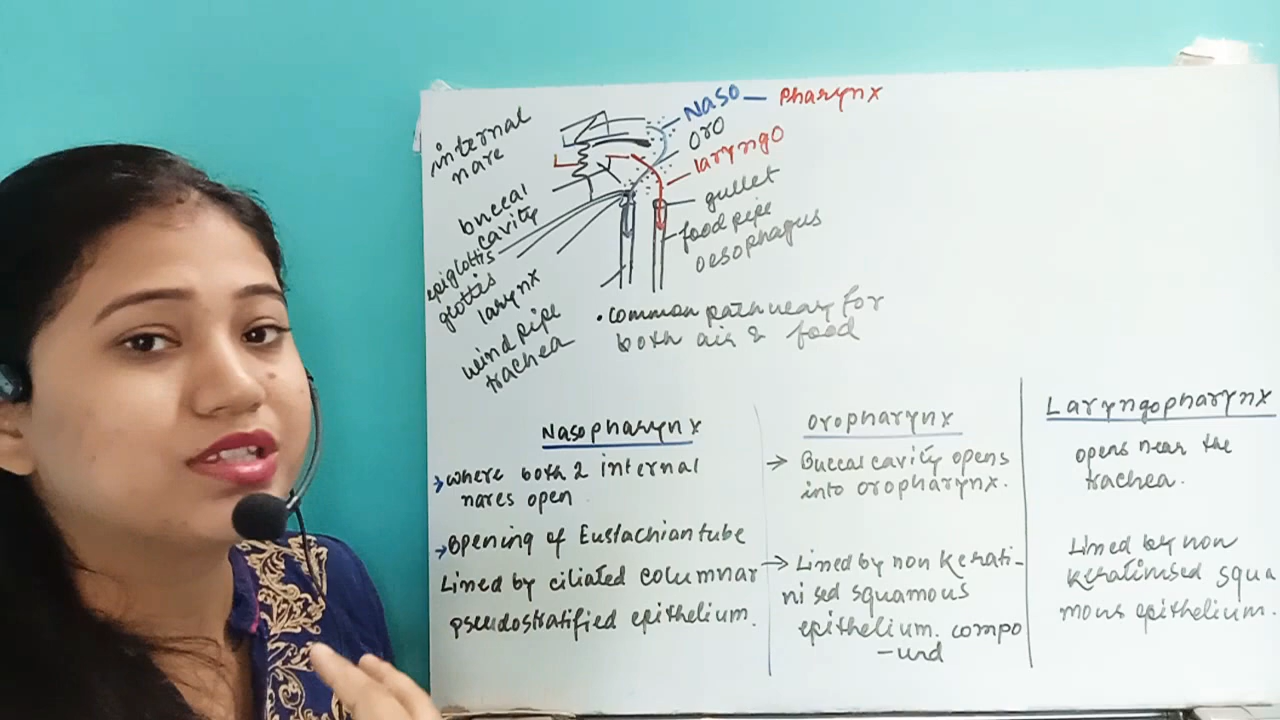 internal
nare
buccal
cavity
epiglottis
glottis
larynx
wind pipe
trachea
Naso — Pharynx
oro
laryngo
gullet
food pipe
oesophagus
• common pathway for
both air & food
Nasopharynx
→ where both 2 internal
nares open
→ opening of Eustachian tube
Lined by ciliated columnar
pseudostratified epithelium.
Oropharynx
→ Buccal cavity opens
into oropharynx.
→ Lined by non kerati-
nised squamous
epithelium. compo
-und
Laryngopharynx
opens near the
trachea.
Lined by non
keratinised squa
mous epithelium.